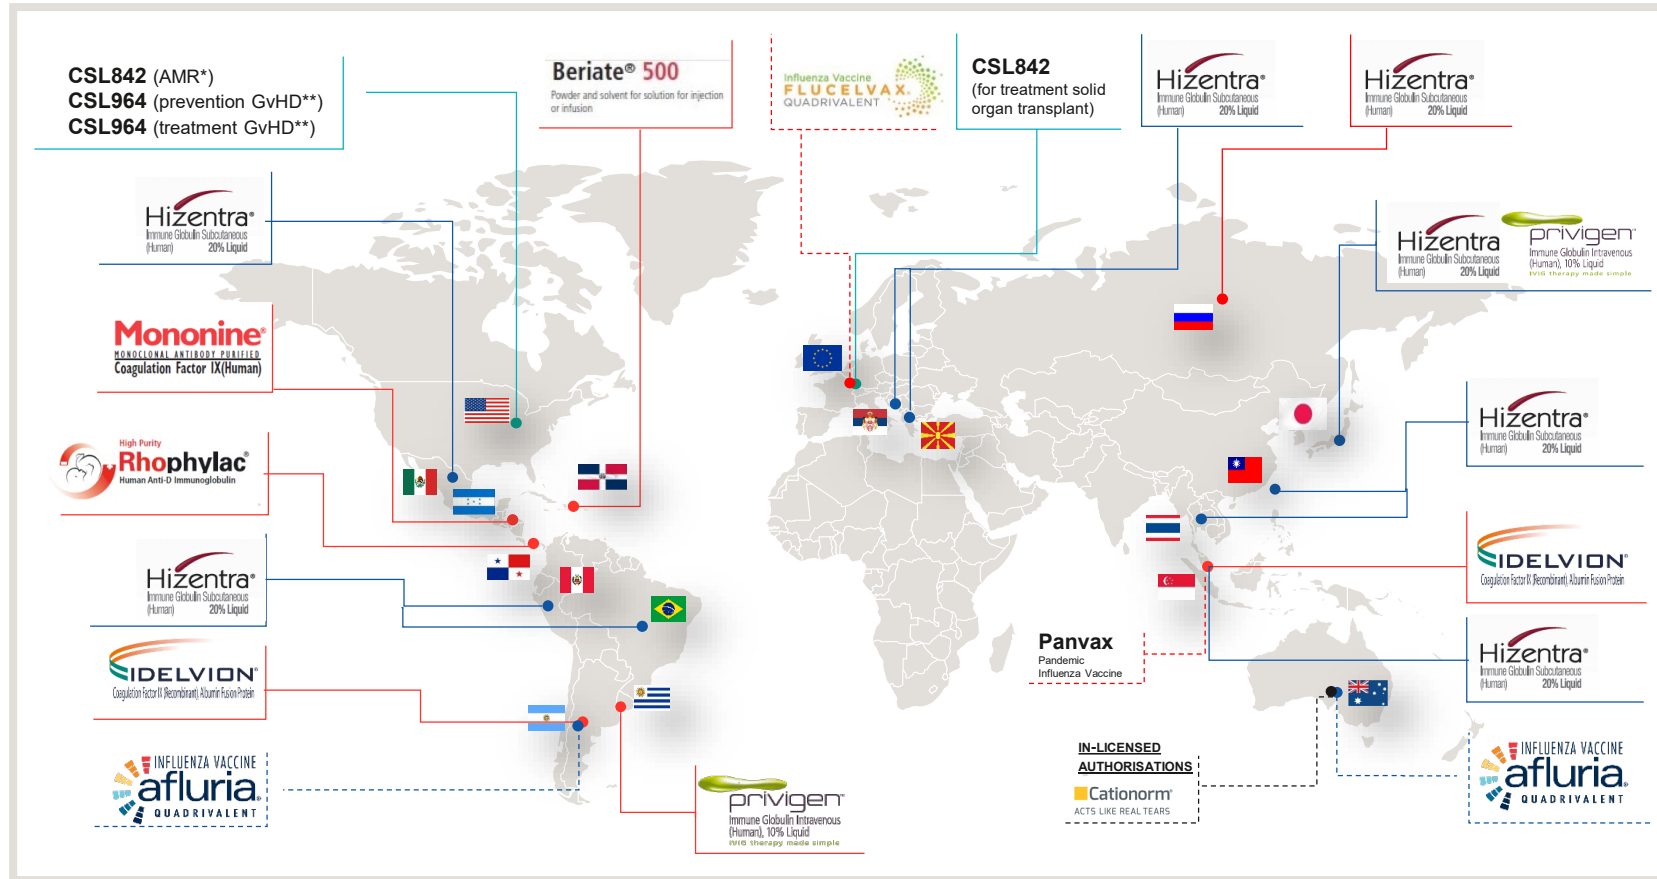 CSL842 (AMR*)
CSL964 (prevention GvHD**)
CSL964 (treatment GvHD**)
Beriate® 500
Powder and solvent for solution for injection
or infusion
Influenza Vaccine
FLUCELVAX®
QUADRIVALENT
CSL842
(for treatment solid
organ transplant)
Hizentra®
Immune Globulin Subcutaneous
(Human) 20% Liquid
Hizentra®
Immune Globulin Subcutaneous
(Human) 20% Liquid
Hizentra®
Immune Globulin Subcutaneous
(Human) 20% Liquid
Hizentra
Immune Globulin Subcutaneous
(Human) 20% Liquid
privigen™
Immune Globulin Intravenous
(Human), 10% Liquid
IVIG therapy made simple
Mononine®
MONOCLONAL ANTIBODY PURIFIED
Coagulation Factor IX(Human)
Hizentra®
Immune Globulin Subcutaneous
(Human) 20% Liquid
High Purity
Rhophylac®
Human Anti-D Immunoglobulin
IDELVION®
Coagulation Factor IX (Recombinant), Albumin Fusion Protein
Hizentra®
Immune Globulin Subcutaneous
(Human) 20% Liquid
Panvax
Pandemic
Influenza Vaccine
Hizentra®
Immune Globulin Subcutaneous
(Human) 20% Liquid
IDELVION®
Coagulation Factor IX (Recombinant), Albumin Fusion Protein
IN-LICENSED
AUTHORISATIONS
Cationorm®
ACTS LIKE REAL TEARS
INFLUENZA VACCINE
afluria®
QUADRIVALENT
privigen™
Immune Globulin Intravenous
(Human), 10% Liquid
IVIG therapy made simple
INFLUENZA VACCINE
afluria®
QUADRIVALENT